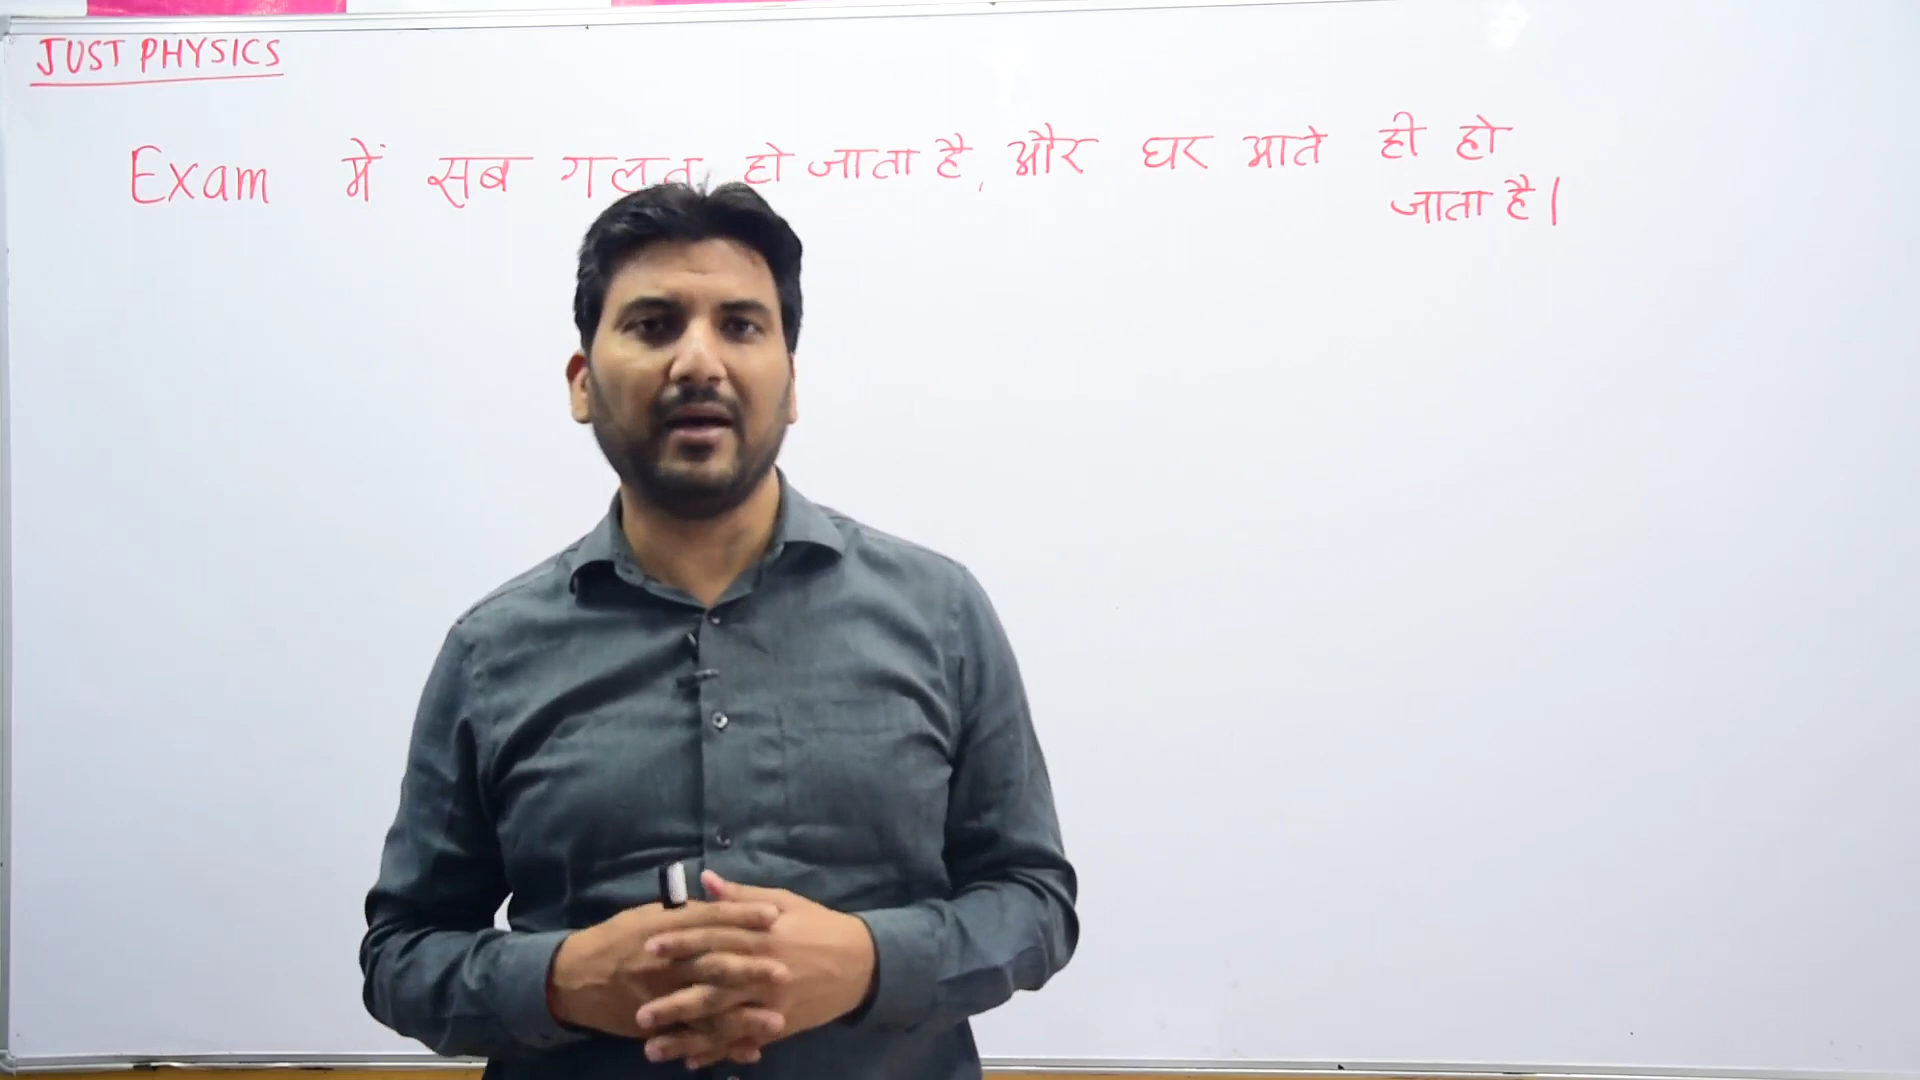 JUST PHYSICS
Exam में सब गलत हो जाता है, और घर आते ही हो
जाता है।